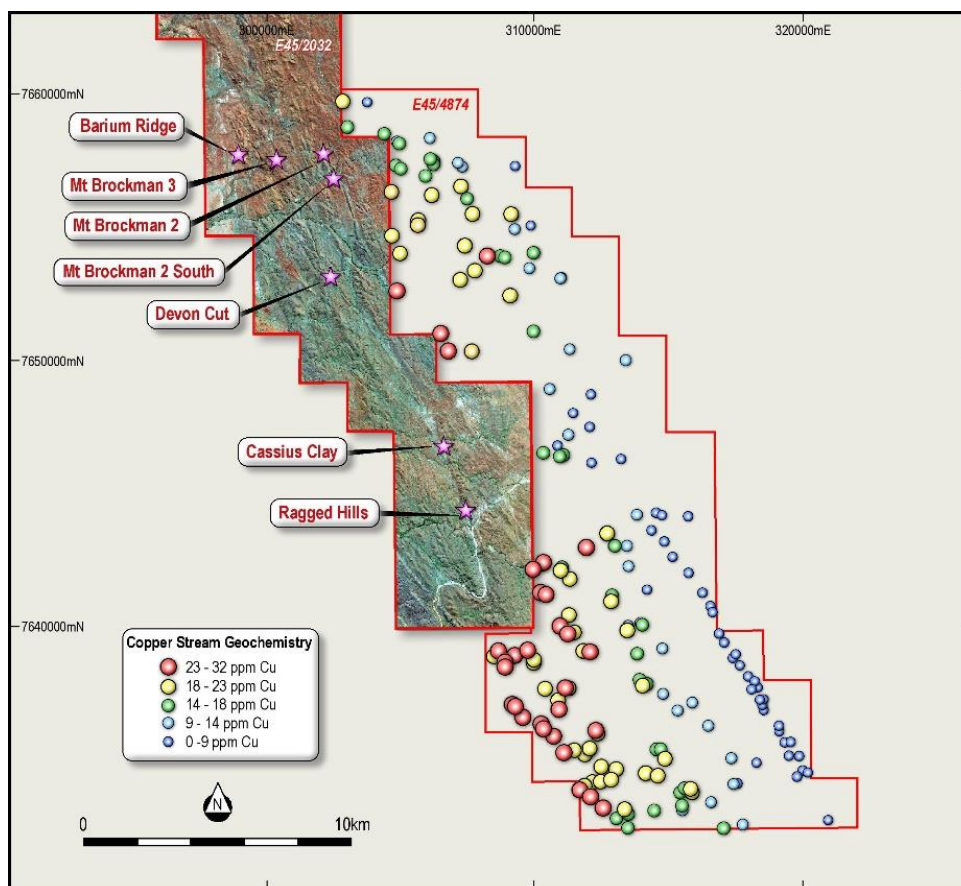 300000mE
310000mE
320000mE
E45/2032
7660000mN
E45/4874
Barium Ridge
Mt Brockman 3
Mt Brockman 2
Mt Brockman 2 South
Devon Cut
7650000mN
Cassius Clay
Ragged Hills
7640000mN
Copper Stream Geochemistry
23 - 32 ppm Cu
18 - 23 ppm Cu
14 - 18 ppm Cu
9 - 14 ppm Cu
0 -9 ppm Cu
N
0
10km